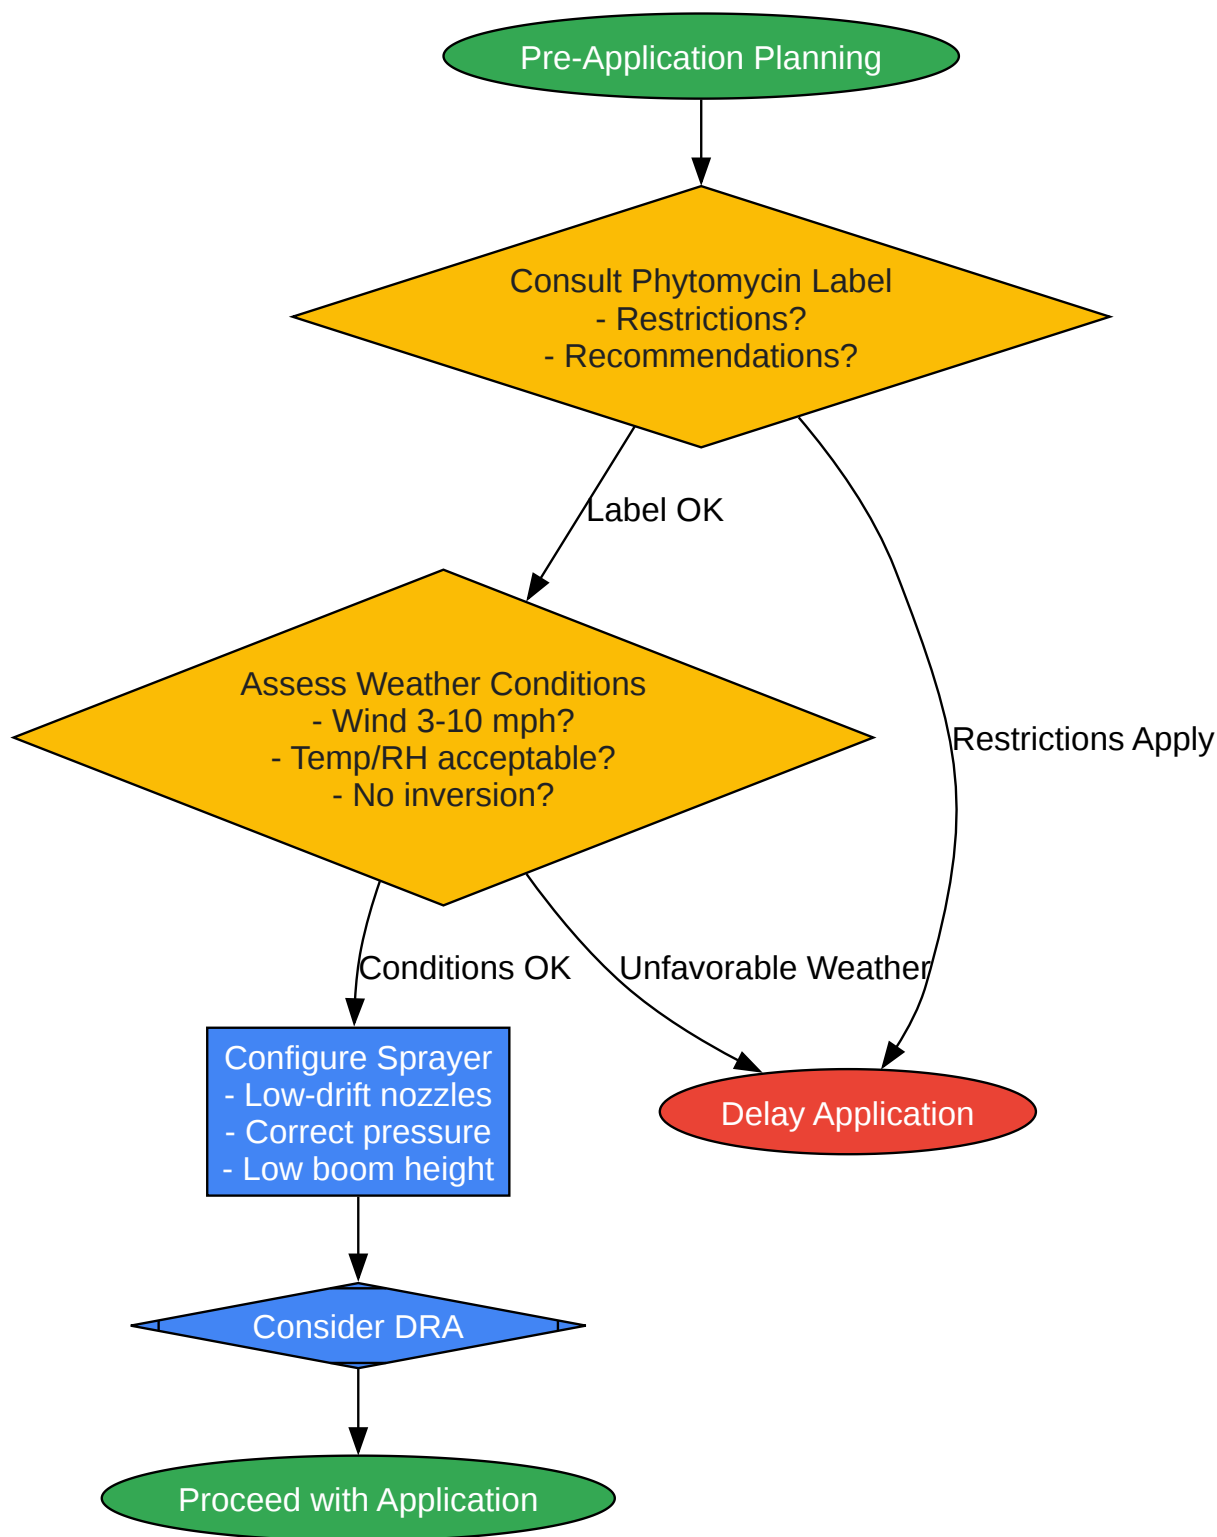 Pre-Application Planning
Consult Phytomycin Label
- Restrictions?
- Recommendations?
Label OK
Assess Weather Conditions
- Wind 3-10 mph?
- Temp/RH acceptable?
- No inversion?
Restrictions Apply
Conditions OK
Unfavorable Weather
Configure Sprayer
- Low-drift nozzles
- Correct pressure
- Low boom height
Delay Application
Consider DRA
Proceed with Application